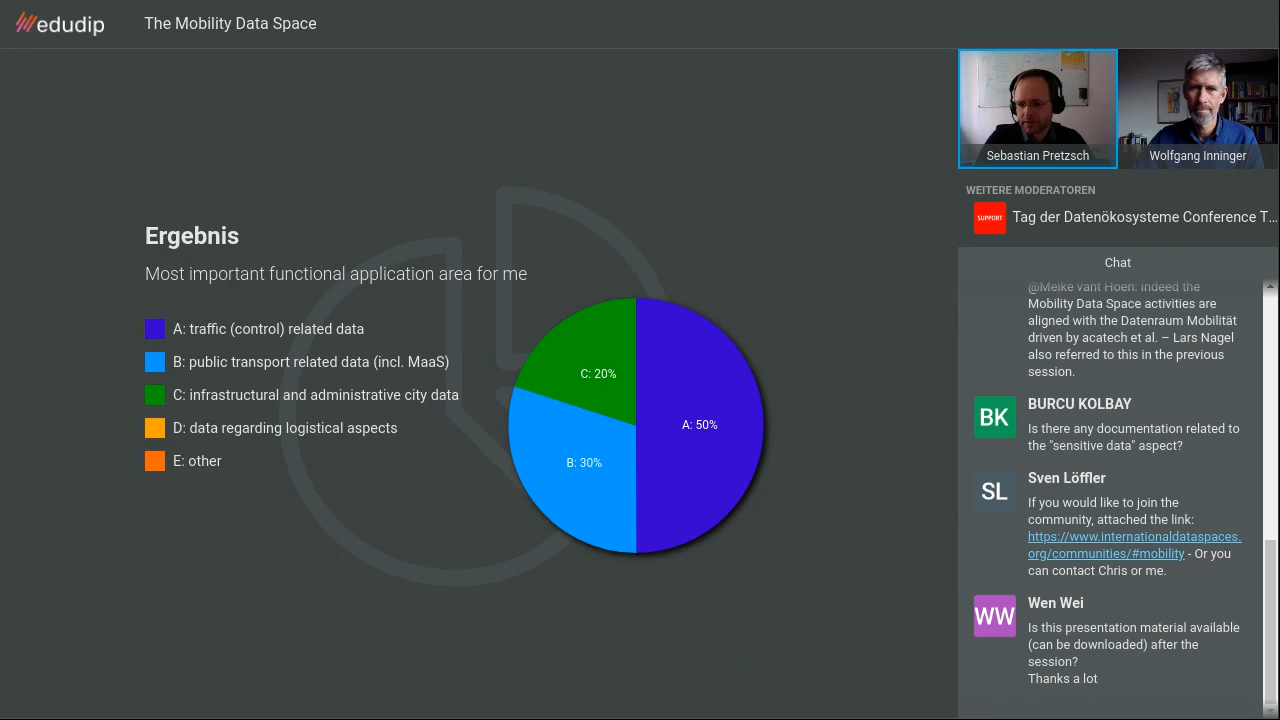 edudip
The Mobility Data Space
Ergebnis
Most important functional application area for me
A: traffic (control) related data
B: public transport related data (incl. MaaS)
C: infrastructural and administrative city data
D: data regarding logistical aspects
E: other
C: 20%
A: 50%
B: 30%
Sebastian Pretzsch
Wolfgang Inninger
WEITERE MODERATOREN
SUPPORT
Tag der Datenökosysteme Conference T...
Chat
@Meike vant Hoen: Indeed the
Mobility Data Space activities are
aligned with the Datenraum Mobilität
driven by acatech et al. – Lars Nagel
also referred to this in the previous
session.
BK
BURCU KOLBAY
Is there any documentation related to
the "sensitive data" aspect?
SL
Sven Löffler
If you would like to join the
community, attached the link:
https://www.internationaldataspaces.
org/communities/#mobility - Or you
can contact Chris or me.
WW
Wen Wei
Is this presentation material available
(can be downloaded) after the
session?
Thanks a lot